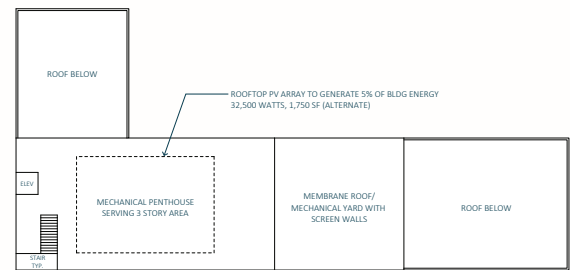 ROOF BELOW
ROOFTOP PV ARRAY TO GENERATE 5% OF BLDG ENERGY
32,500 WATTS, 1,750 SF (ALTERNATE)
ELEV
MECHANICAL PENTHOUSE
SERVING 3 STORY AREA
MEMBRANE ROOF/
MECHANICAL YARD WITH
SCREEN WALLS
ROOF BELOW
STAIR
TYP.